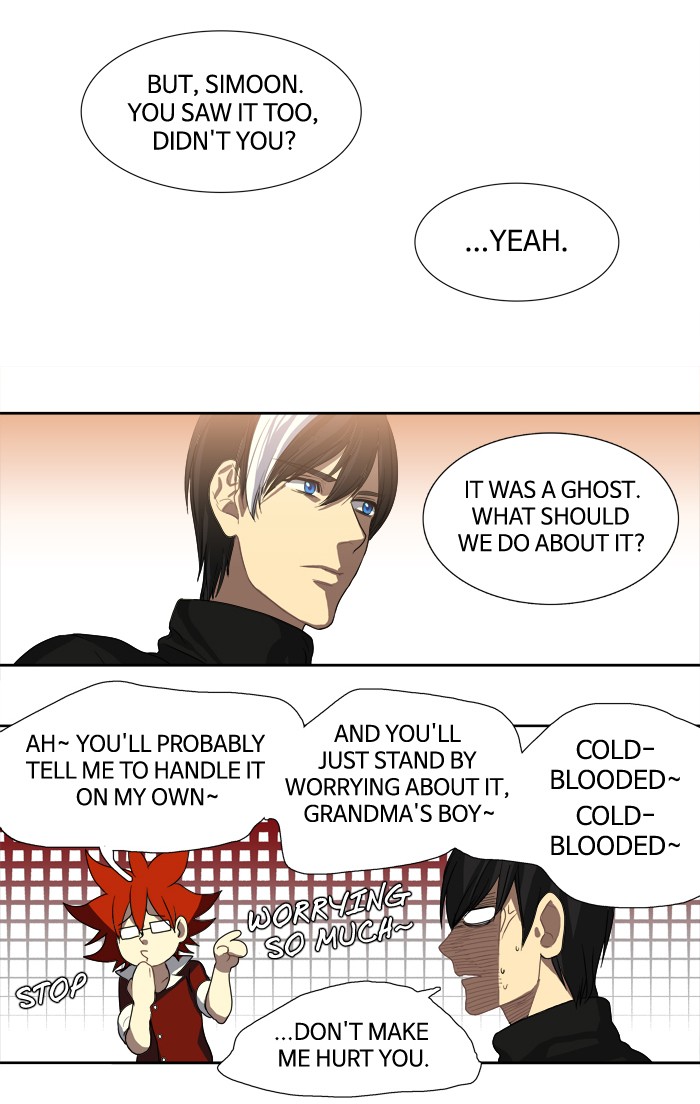 BUT, SIMOON.
YOU SAW IT TOO,
DIDN'T YOU?
...YEAH.
IT WAS A GHOST.
WHAT SHOULD
WE DO ABOUT IT?
AH~ YOU'LL PROBABLY
TELL ME TO HANDLE IT
ON MY OWN~
AND YOU'LL
JUST STAND BY
WORRYING ABOUT IT,
GRANDMA'S BOY~
COLD-
BLOODED~
COLD-
BLOODED~
WORRYING
SO MUCH~
STOP
...DON'T MAKE
ME HURT YOU.